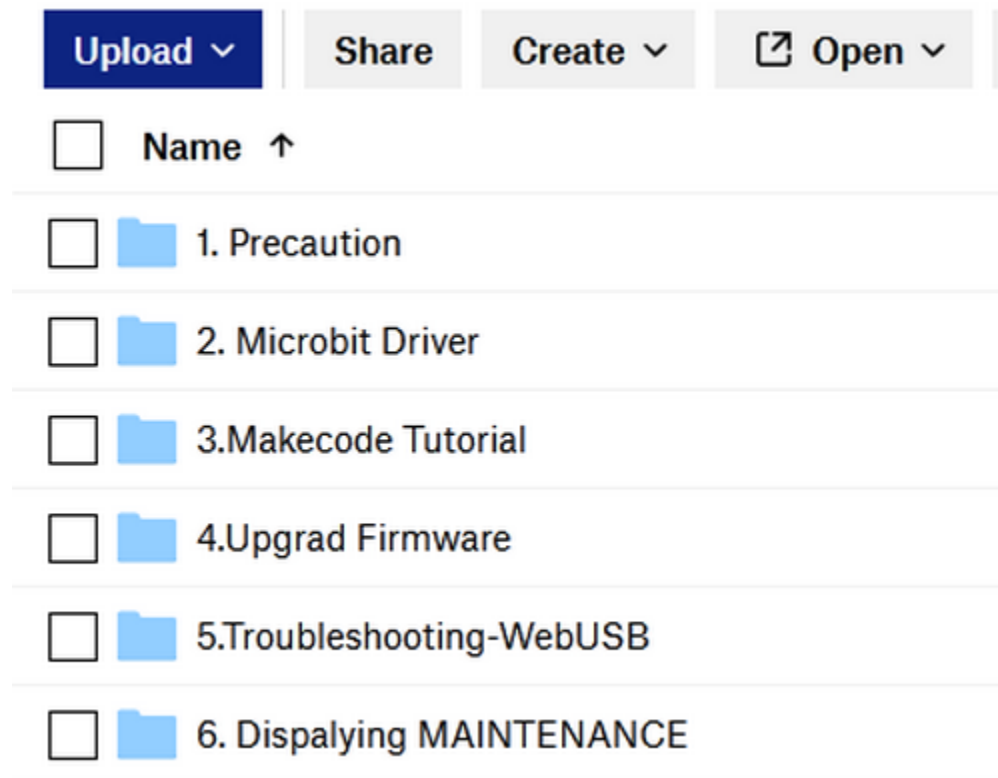 Upload Share Create Open
Name
1. Precaution
2. Microbit Driver
3.Makecode Tutorial
4.Upgrad Firmware
5.Troubleshooting-WebUSB
6. Dispalying MAINTENANCE